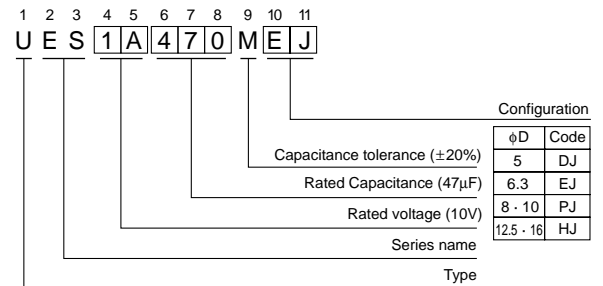 1 2 3 4 5 6 7 8 9 10 11
U E S 1 A 4 7 0 M E J
Configuration
φD Code
5 DJ
6.3 EJ
8 · 10 PJ
12.5 · 16 HJ
Capacitance tolerance (±20%)
Rated Capacitance (47μF)
Rated voltage (10V)
Series name
Type